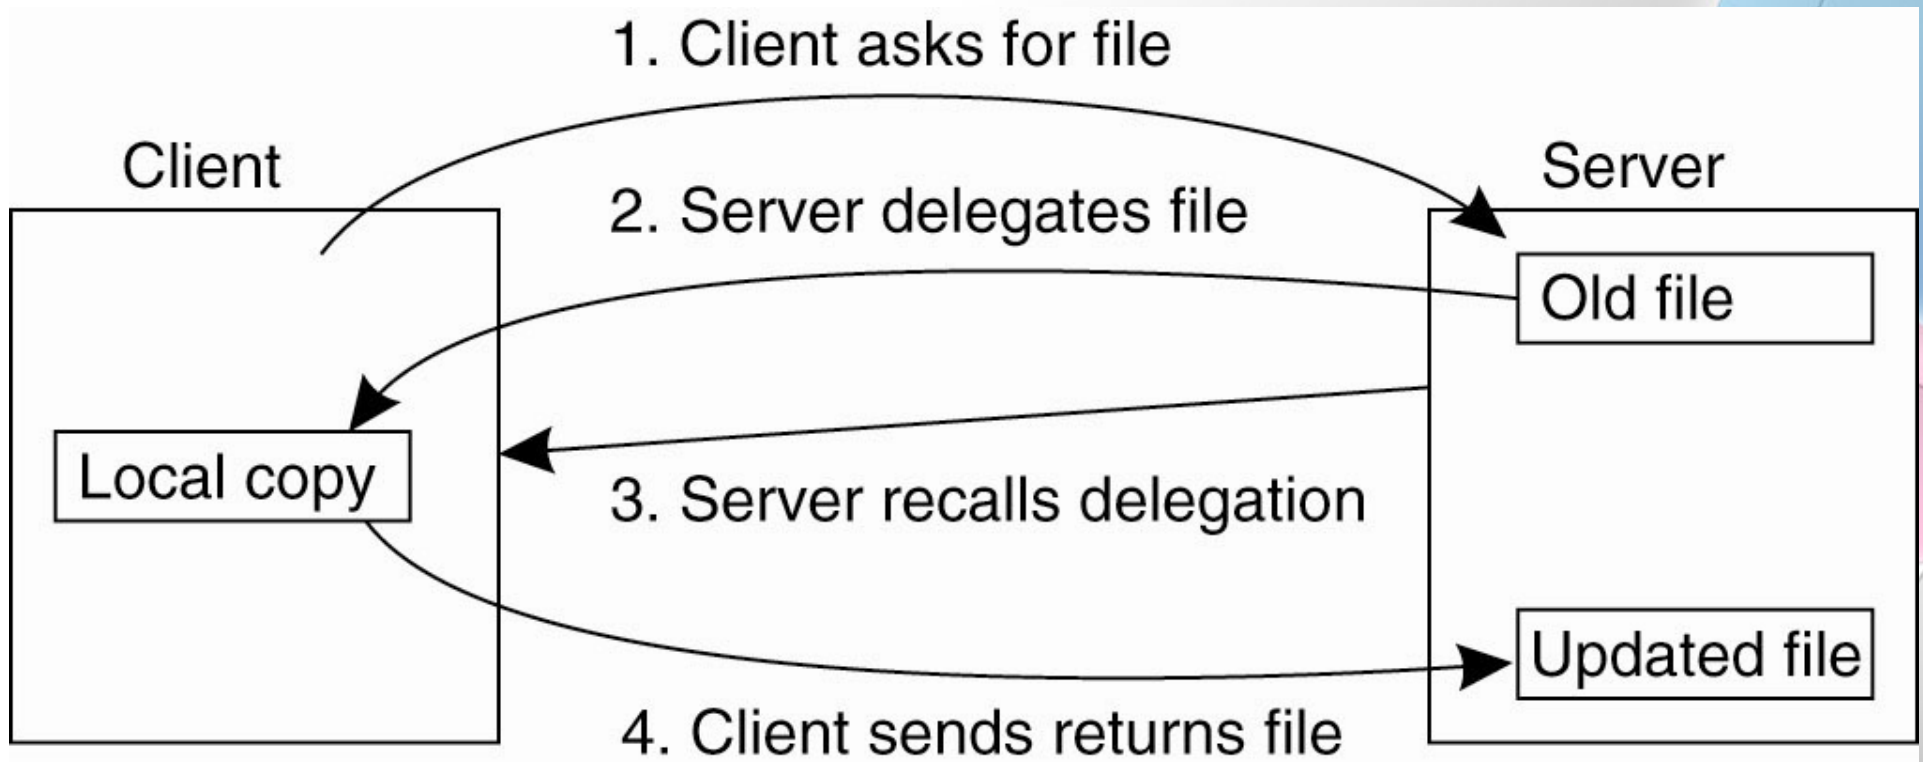 1. Client asks for file
Client
Server
2. Server delegates file
Old file
Local copy
3. Server recalls delegation
Updated file
4. Client sends returns file